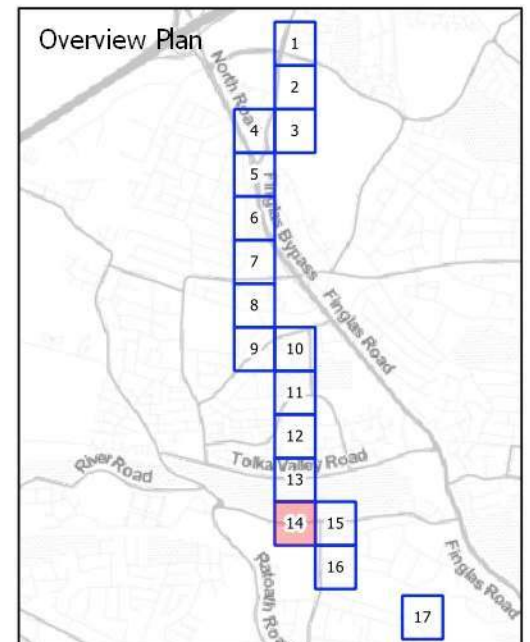 Overview Plan
1
North Road
2
4
3
5
Finglas Bypass
6
7
Finglas Road
8
9
10
11
12
River Road
Tolka Valley Road
13
14
15
Ratoath Road
16
Finglas Road
17